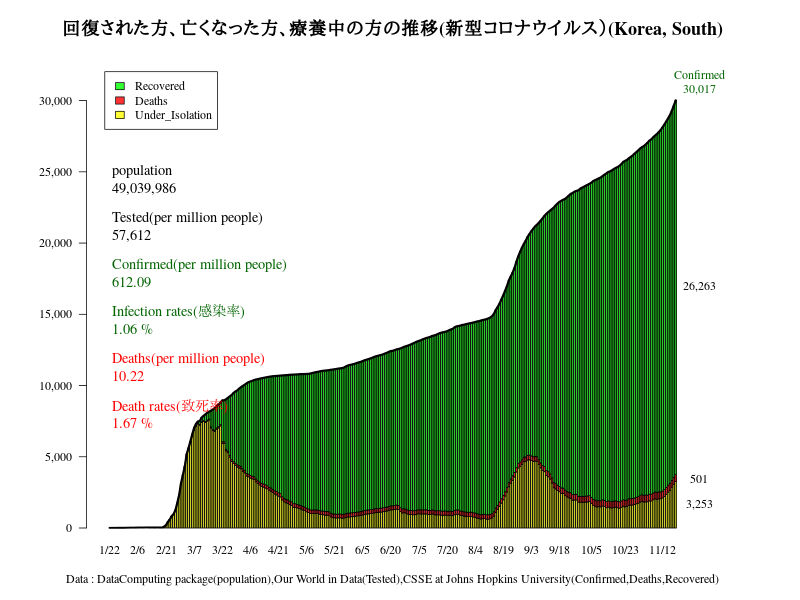 回復された方、亡くなった方、療養中の方の推移(新型コロナウイルス)(Korea, South)
Confirmed
30,017
Recovered
Deaths
Under_Isolation
30,000
25,000
20,000
15,000
10,000
5,000
0
population
49,039,986
Tested(per million people)
57,612
Confirmed(per million people)
612.09
Infection rates(感染率)
1.06 %
Deaths(per million people)
10.22
Death rates(致死率)
1.67 %
26,263
501
3,253
1/22 2/6 2/21 3/7 3/22 4/6 4/21 5/6 5/21 6/5 6/20 7/5 7/20 8/4 8/19 9/3 9/18 10/5 10/23 11/12
Data : DataComputing package(population),Our World in Data(Tested),CSSE at Johns Hopkins University(Confirmed,Deaths,Recovered)